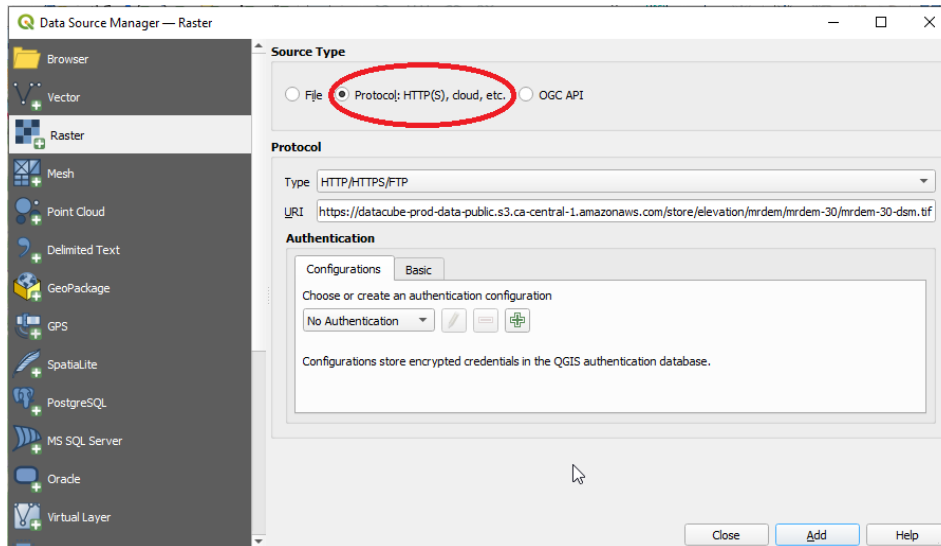 Data Source Manager — Raster
Browser
Vector
Raster
Mesh
Point Cloud
Delimited Text
GeoPackage
GPS
SpatiaLite
PostgreSQL
MS SQL Server
Oracle
Virtual Layer
Source Type
File Protocol: HTTP(S), cloud, etc. OGC API
Protocol
Type HTTP/HTTPS/FTP
URI https://datacube-prod-data-public.s3.ca-central-1.amazonaws.com/store/elevation/mrdem/mrdem-30/mrdem-30-dsm.tif
Authentication
Configurations Basic
Choose or create an authentication configuration
No Authentication
Configurations store encrypted credentials in the QGIS authentication database.
Close Add Help